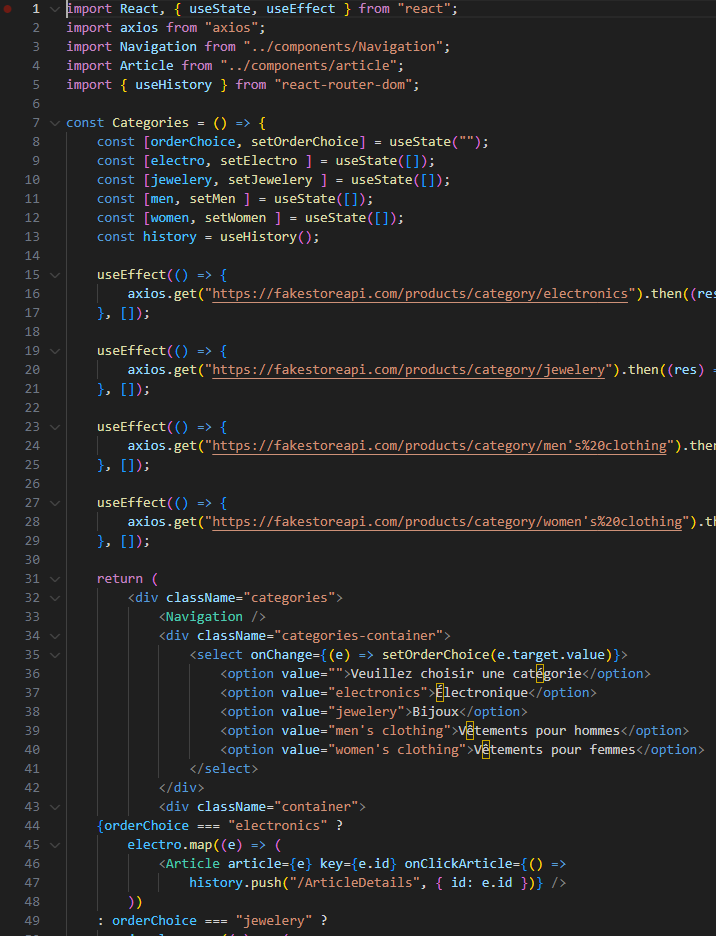 1 import React, { useState, useEffect } from "react";
2 import axios from "axios";
3 import Navigation from "../components/Navigation";
4 import Article from "../components/article";
5 import { useHistory } from "react-router-dom";
6
7 const Categories = () => {
8 const [orderChoice, setOrderChoice] = useState("");
9 const [electro, setElectro ] = useState([]);
10 const [jewelery, setJewelery ] = useState([]);
11 const [men, setMen ] = useState([]);
12 const [women, setWomen ] = useState([]);
13 const history = useHistory();
14
15 useEffect(() => {
16 axios.get("https://fakestoreapi.com/products/category/electronics").then((res
17 }, []);
18
19 useEffect(() => {
20 axios.get("https://fakestoreapi.com/products/category/jewelery").then((res) =
21 }, []);
22
23 useEffect(() => {
24 axios.get("https://fakestoreapi.com/products/category/men's%20clothing").then
25 }, []);
26
27 useEffect(() => {
28 axios.get("https://fakestoreapi.com/products/category/women's%20clothing").th
29 }, []);
30
31 return (
32 <div className="categories">
33 <Navigation />
34 <div className="categories-container">
35 <select onChange={(e) => setOrderChoice(e.target.value)}>
36 <option value="">Veuillez choisir une catégorie</option>
37 <option value="electronics">Électronique</option>
38 <option value="jewelery">Bijoux</option>
39 <option value="men's clothing">Vêtements pour hommes</option>
40 <option value="women's clothing">Vêtements pour femmes</option>
41 </select>
42 </div>
43 <div className="container">
44 {orderChoice === "electronics" ?
45 electro.map((e) => (
46 <Article article={e} key={e.id} onClickArticle={() =>
47 history.push("/ArticleDetails", { id: e.id })} />
48 ))
49 : orderChoice === "jewelery" ?